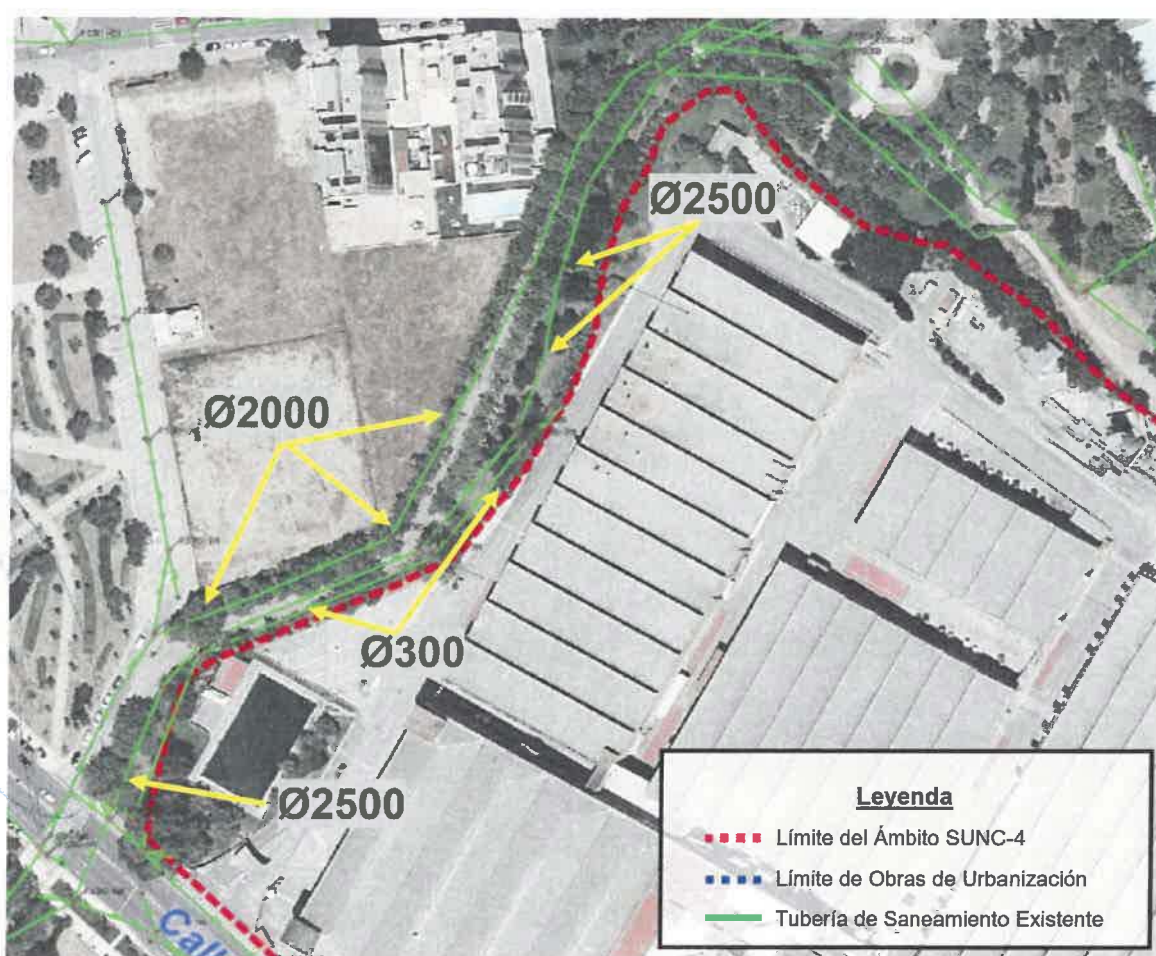 Ø2500
Ø2000
Ø300
Ø2500
Leyenda
Límite del Ámbito SUNC-4
Límite de Obras de Urbanización
Tubería de Saneamiento Existente